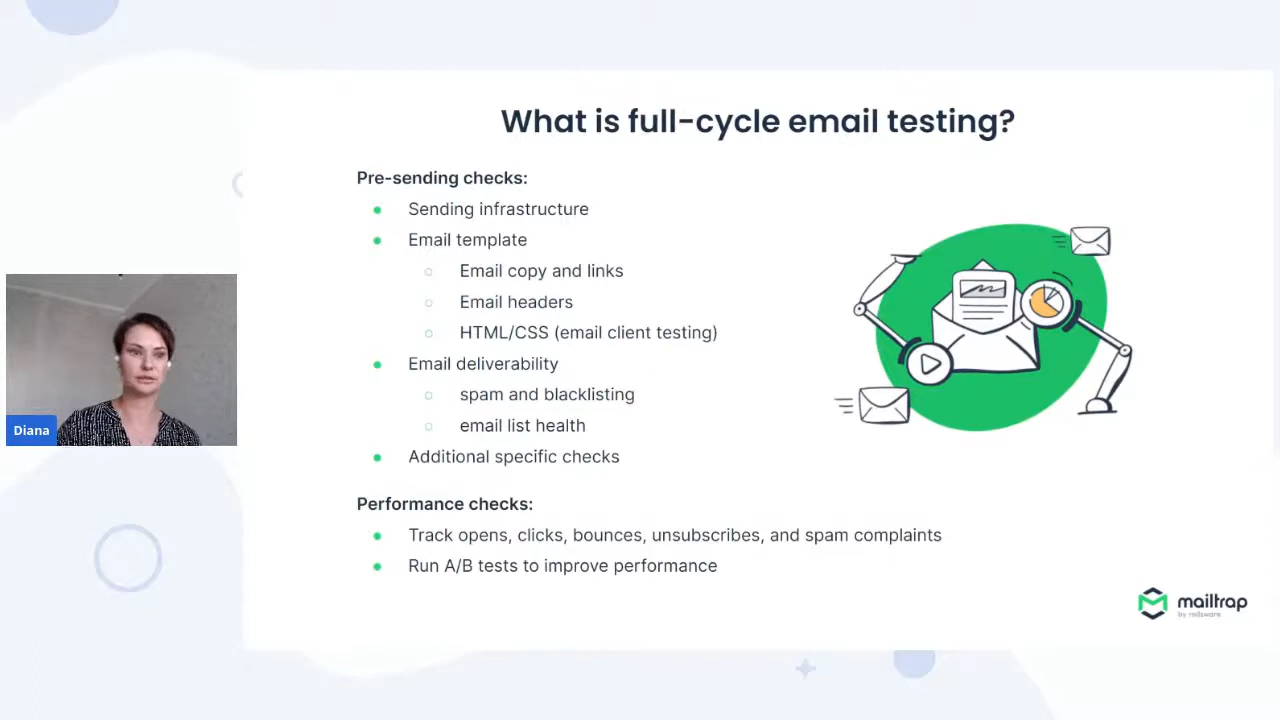 What is full-cycle email testing?
Pre-sending checks:
Sending infrastructure
Email template
Email copy and links
Email headers
HTML/CSS (email client testing)
Email deliverability
spam and blacklisting
email list health
Additional specific checks
Performance checks:
Track opens, clicks, bounces, unsubscribes, and spam complaints
Run A/B tests to improve performance
Diana
mailtrap
by railsware